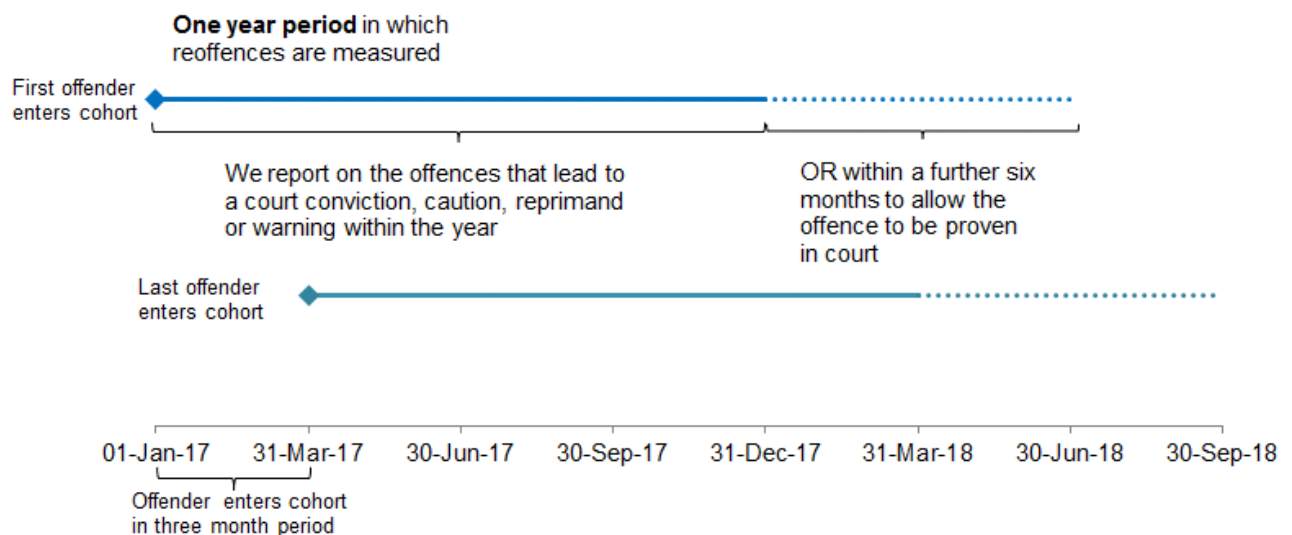 One year period in which
reoffences are measured
First offender
enters cohort
We report on the offences that lead to
a court conviction, caution, reprimand
or warning within the year
OR within a further six
months to allow the
offence to be proven
in court
Last offender
enters cohort
01-Jan-17 31-Mar-17 30-Jun-17 30-Sep-17 31-Dec-17 31-Mar-18 30-Jun-18 30-Sep-18
Offender enters cohort
in three month period